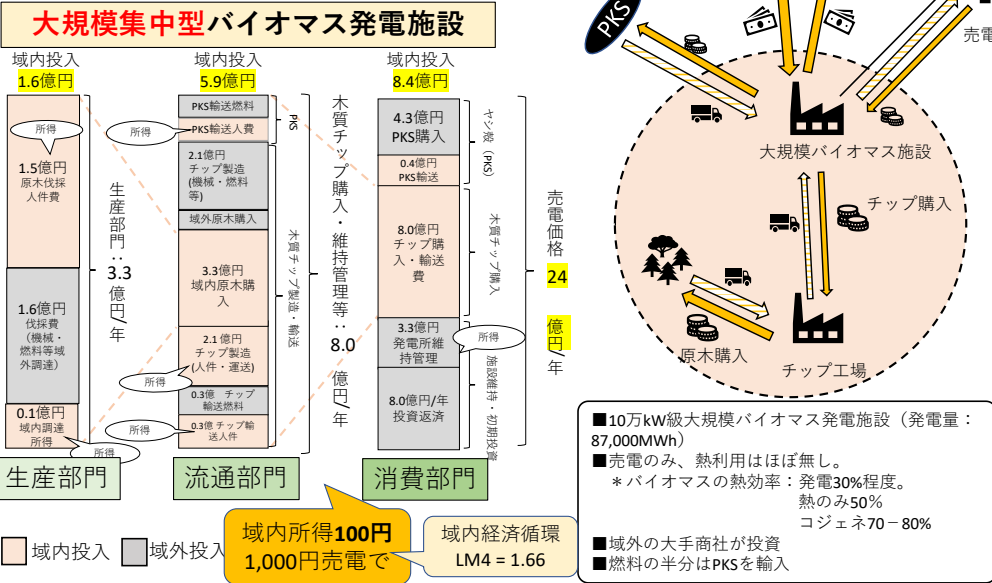 大規模集中型バイオマス発電施設
域内投入
1.6億円
域内投入
5.9億円
域内投入
8.4億円
所得
1.5億円
原木伐採
人件費
1.6億円
伐採費
(機械・
燃料等域
外調達)
0.1億円
域内調達
所得
所得
生産部門：3.3億円/年
所得
PKS輸送燃料
PKS輸送人費
2.1億円
チップ製造
(機械・燃料
等)
域外原木購入
3.3億円
域内原木購
入
2.1億円
チップ製造
(人件・運送)
所得
0.3億 チップ
輸送燃料
所得
0.3億 チップ輸
送人件
PKS
木質チップ製造・輸送
木質チップ購入・維持管理等：8.0億円/年
4.3億円
PKS購入
0.4億円
PKS輸送
8.0億円
チップ購
入・輸送
費
3.3億円
発電所維
持管理
所得
8.0億円/年
投資返済
ヤシ殻（PKS）
木質チップ購入
施設維持・初期投資
売電価格 24 億円/年
生産部門
流通部門
消費部門
域内投入
域外投入
域内所得100円
1,000円売電で
域内経済循環
LM4 = 1.66
PKS
売電
大規模バイオマス施設
チップ購入
原木購入
チップ工場
■10万kW級大規模バイオマス発電施設（発電量：
87,000MWh）
■売電のみ、熱利用はほぼ無し。
＊バイオマスの熱効率：発電30%程度。
熱のみ50%
コジェネ70－80%
■域外の大手商社が投資
■燃料の半分はPKSを輸入